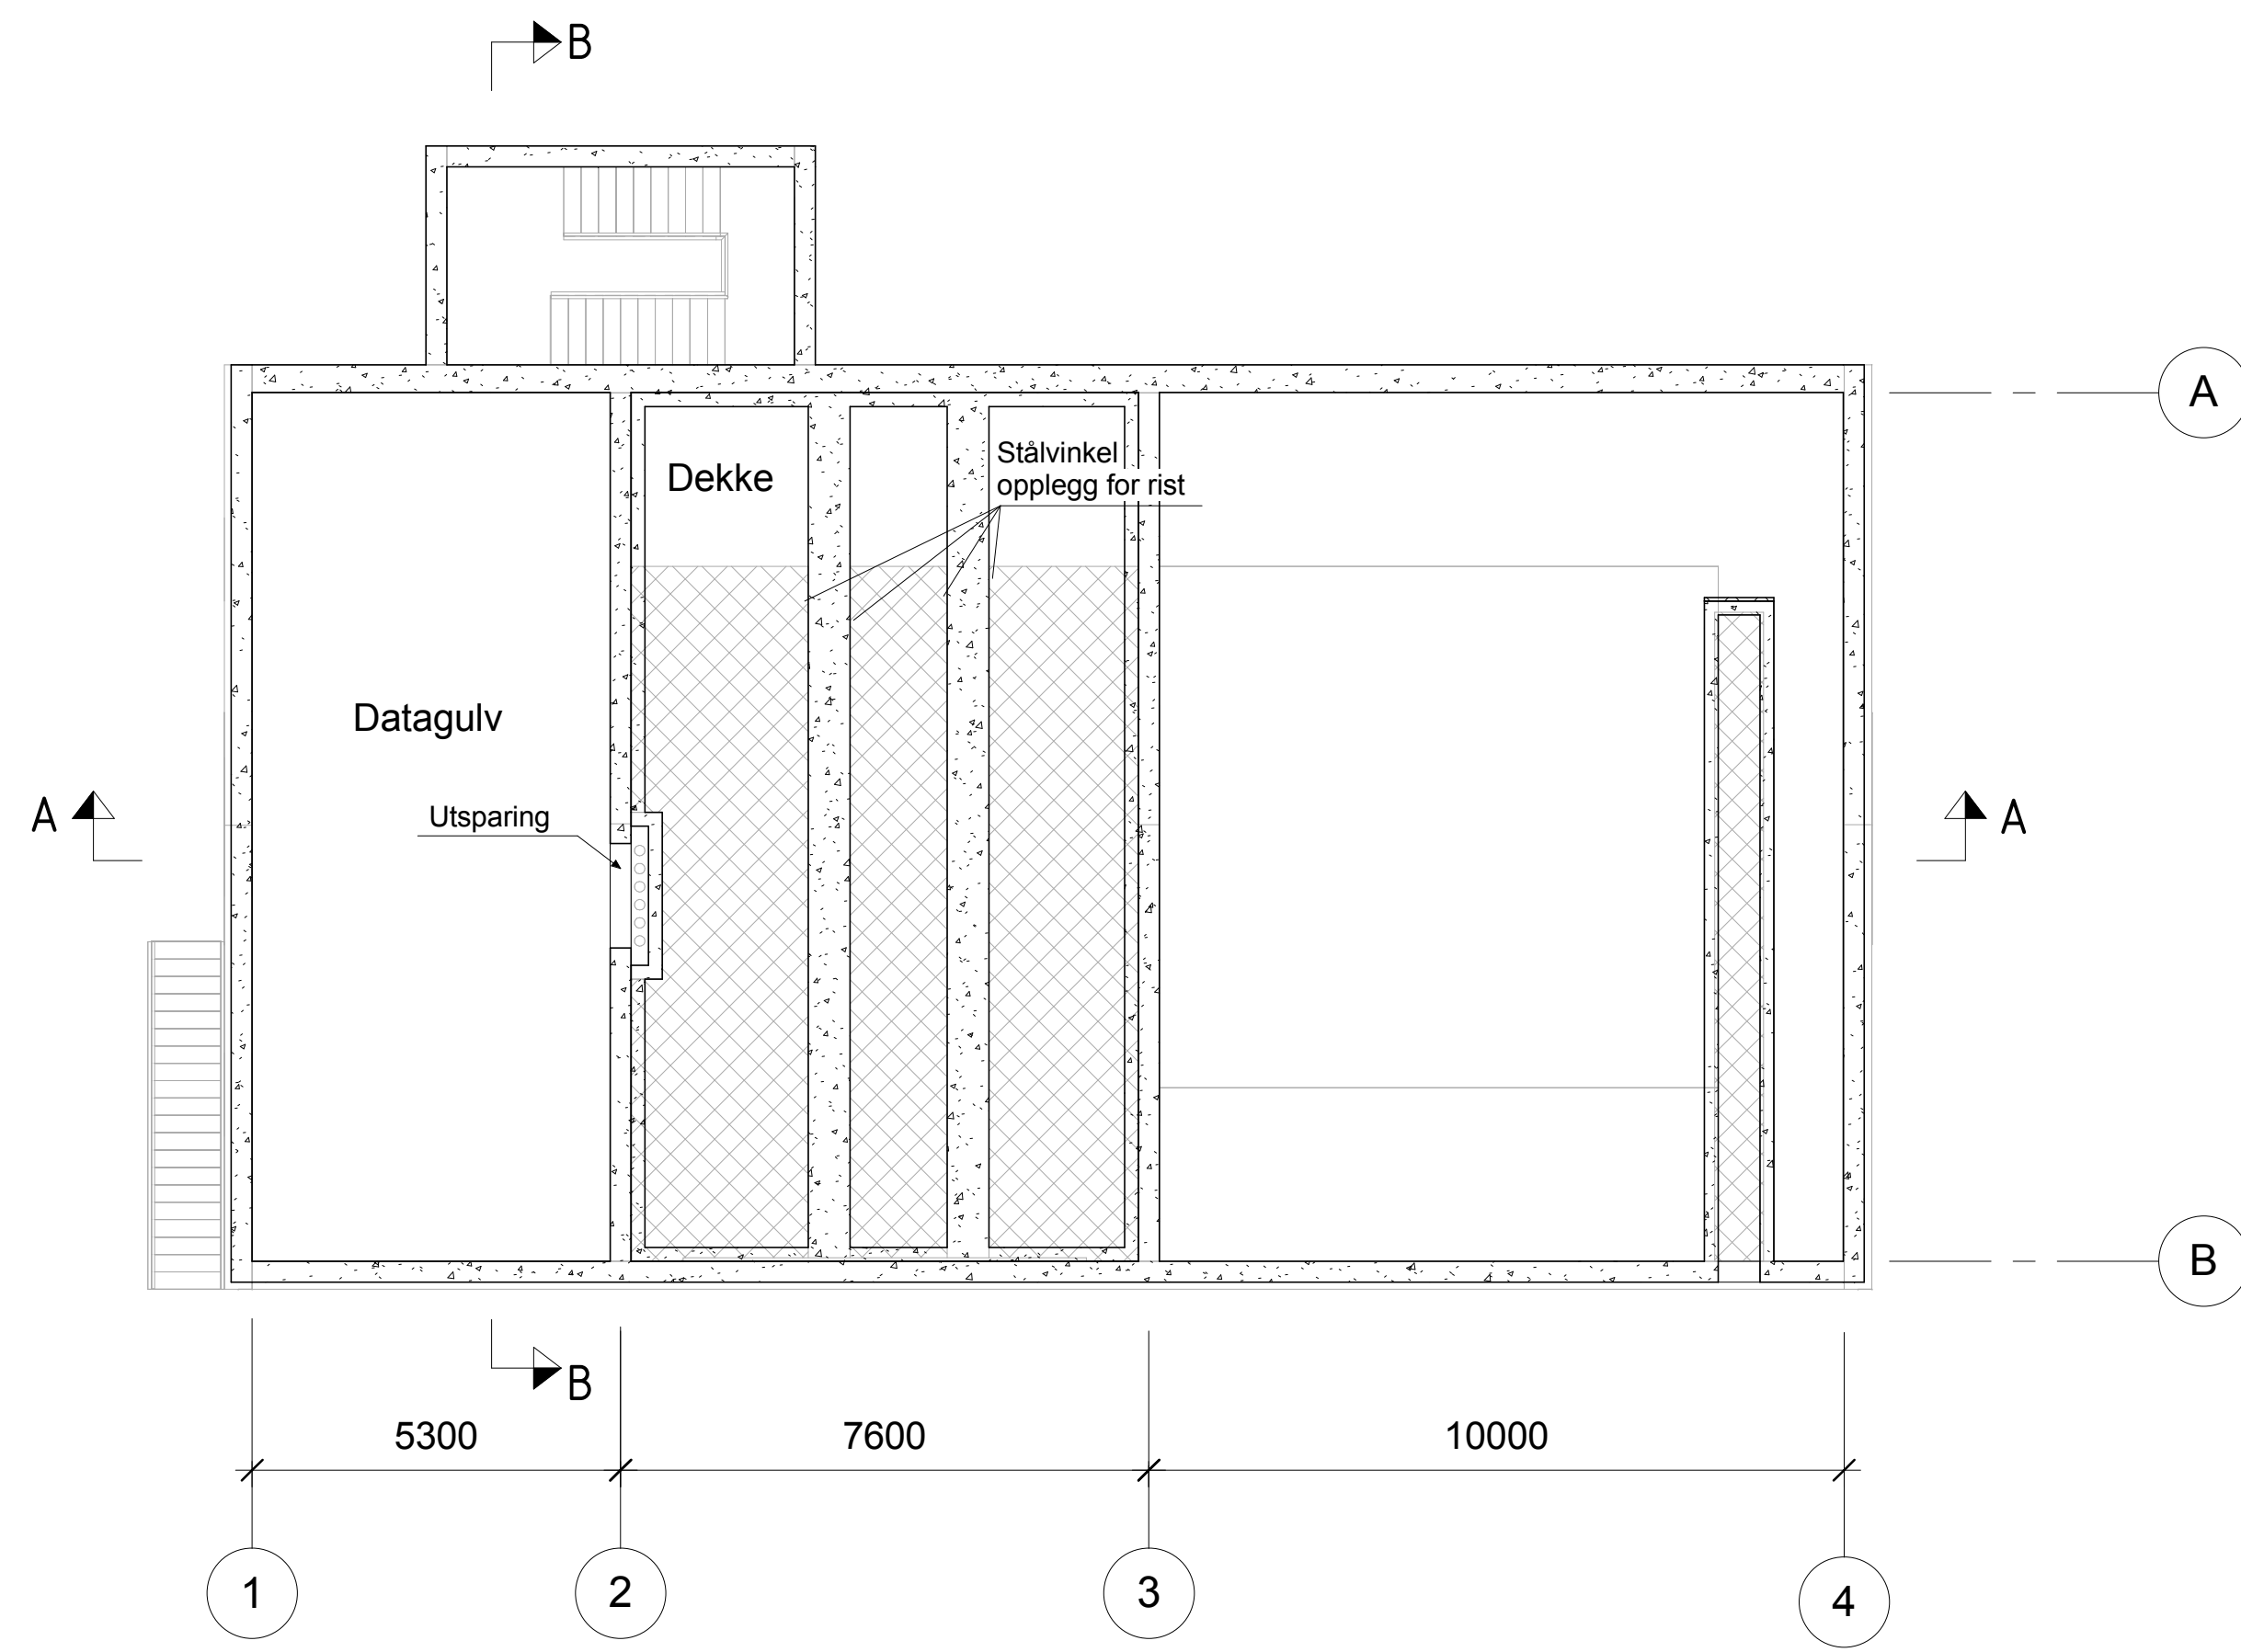 B
A
Stålvinkel
opplegg for rist
Dekke
Datagulv
A
Utsparing
A
B
B
5300
7600
10000
1
2
3
4